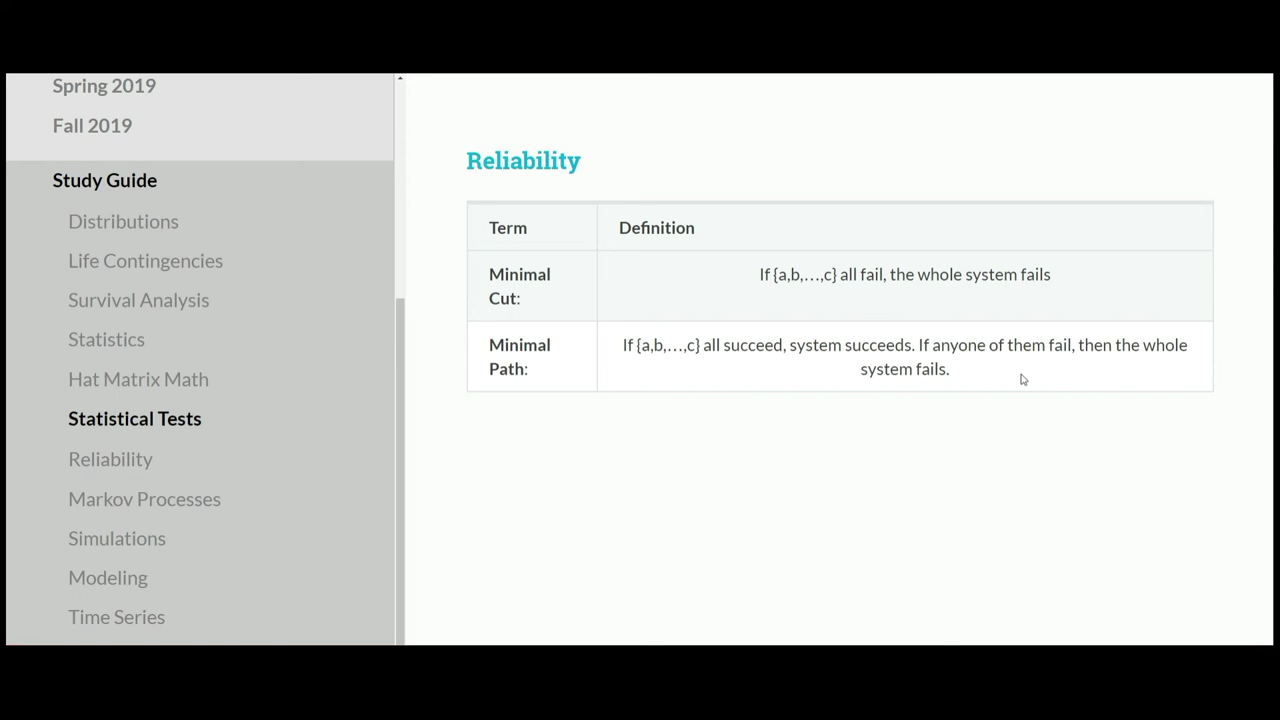 Spring 2019
Fall 2019
Study Guide
Distributions
Life Contingencies
Survival Analysis
Statistics
Hat Matrix Math
Statistical Tests
Reliability
Markov Processes
Simulations
Modeling
Time Series
Reliability
Term Definition
Minimal Cut: If {a,b,…,c} all fail, the whole system fails
Minimal Path: If {a,b,…,c} all succeed, system succeeds. If anyone of them fail, then the whole
system fails.